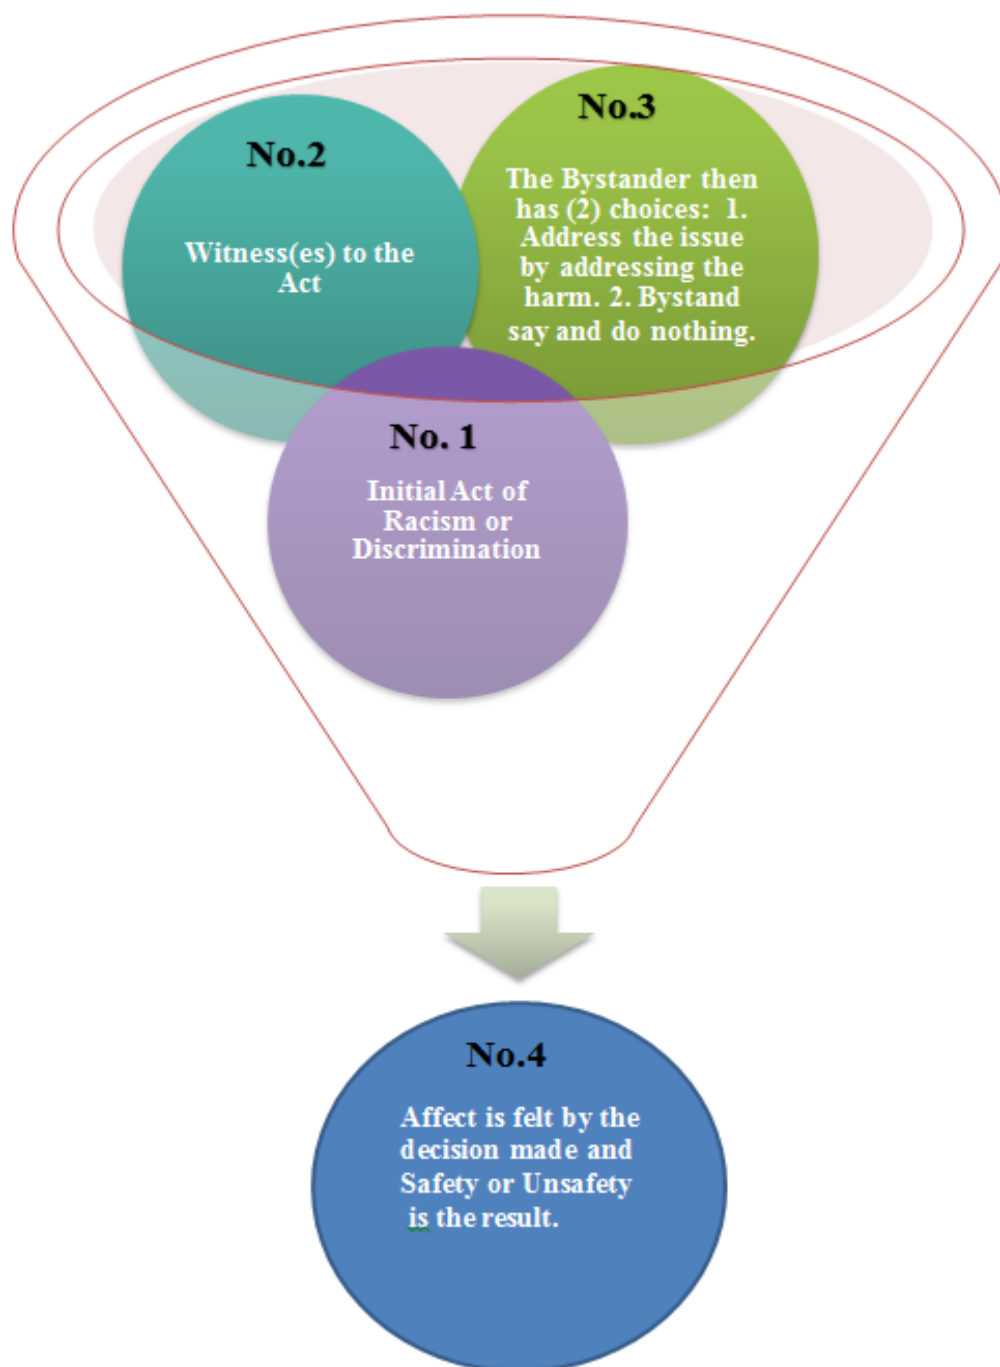 No.2
Witness(es) to the
Act
No.3
The Bystander then
has (2) choices: 1.
Address the issue
by addressing the
harm. 2. Bystand
say and do nothing.
No. 1
Initial Act of
Racism or
Discrimination
No.4
Affect is felt by the
decision made and
Safety or Unsafety
is the result.